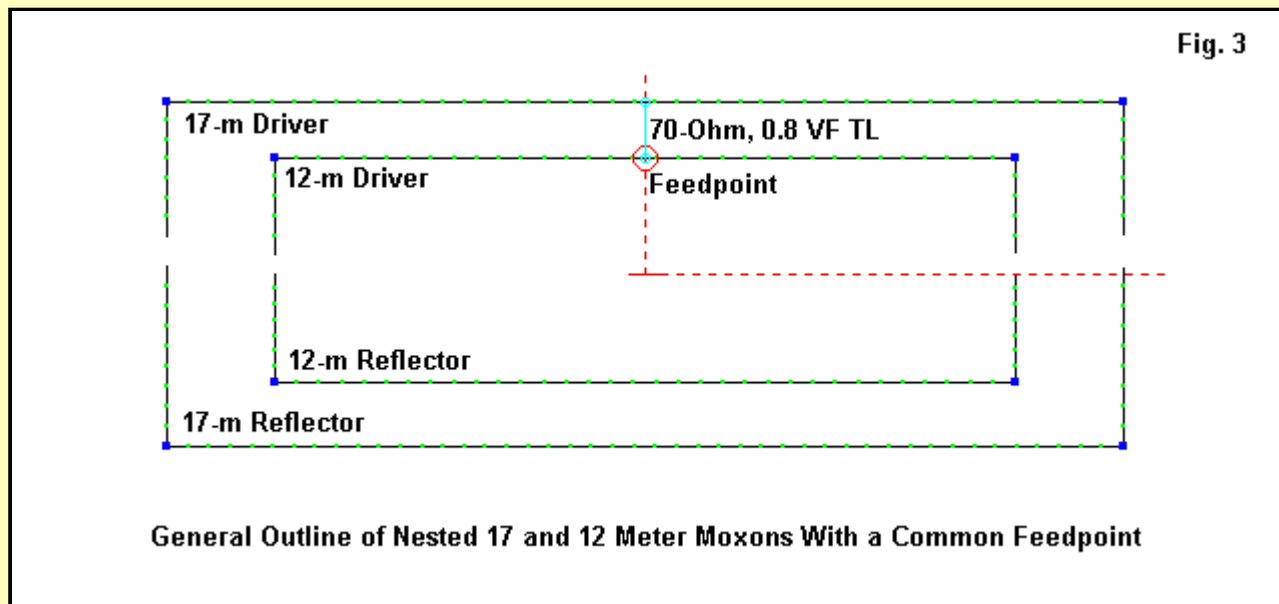 Fig. 3
17-m Driver
70-Ohm, 0.8 VF TL
12-m Driver
Feedpoint
12-m Reflector
17-m Reflector
General Outline of Nested 17 and 12 Meter Moxons With a Common Feedpoint